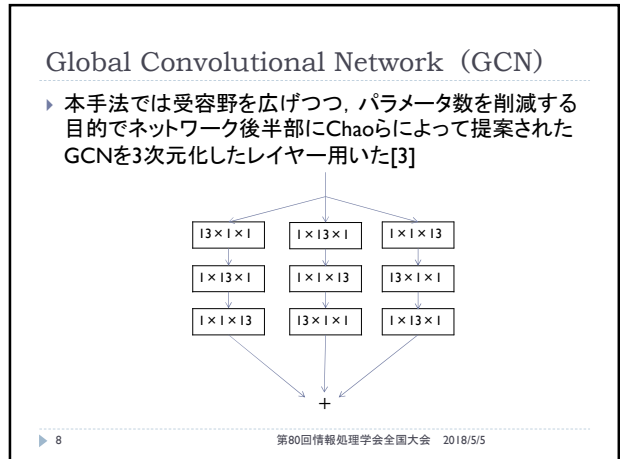 Global Convolutional Network（GCN）
本手法では受容野を広げつつ，パラメータ数を削減する
目的でネットワーク後半部にChaoらによって提案された
GCNを3次元化したレイヤー用いた[3]
13×1×1 1×13×1 1×1×13
1×13×1 1×1×13 13×1×1
1×1×13 13×1×1 1×13×1
+
8 第80回情報処理学会全国大会 2018/5/5